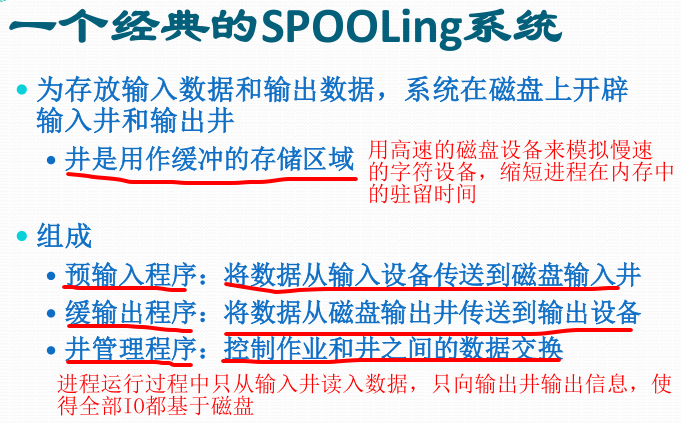 一个经典的SPOOLing系统
为存放输入数据和输出数据，系统在磁盘上开辟
输入井和输出井
井是用作缓冲的存储区域
用高速的磁盘设备来模拟慢速
的字符设备，缩短进程在内存中
的驻留时间
组成
预输入程序：将数据从输入设备传送到磁盘输入井
缓输出程序：将数据从磁盘输出井传送到输出设备
井管理程序：控制作业和井之间的数据交换
进程运行过程中只从输入井读入数据，只向输出井输出信息，使
得全部IO都基于磁盘